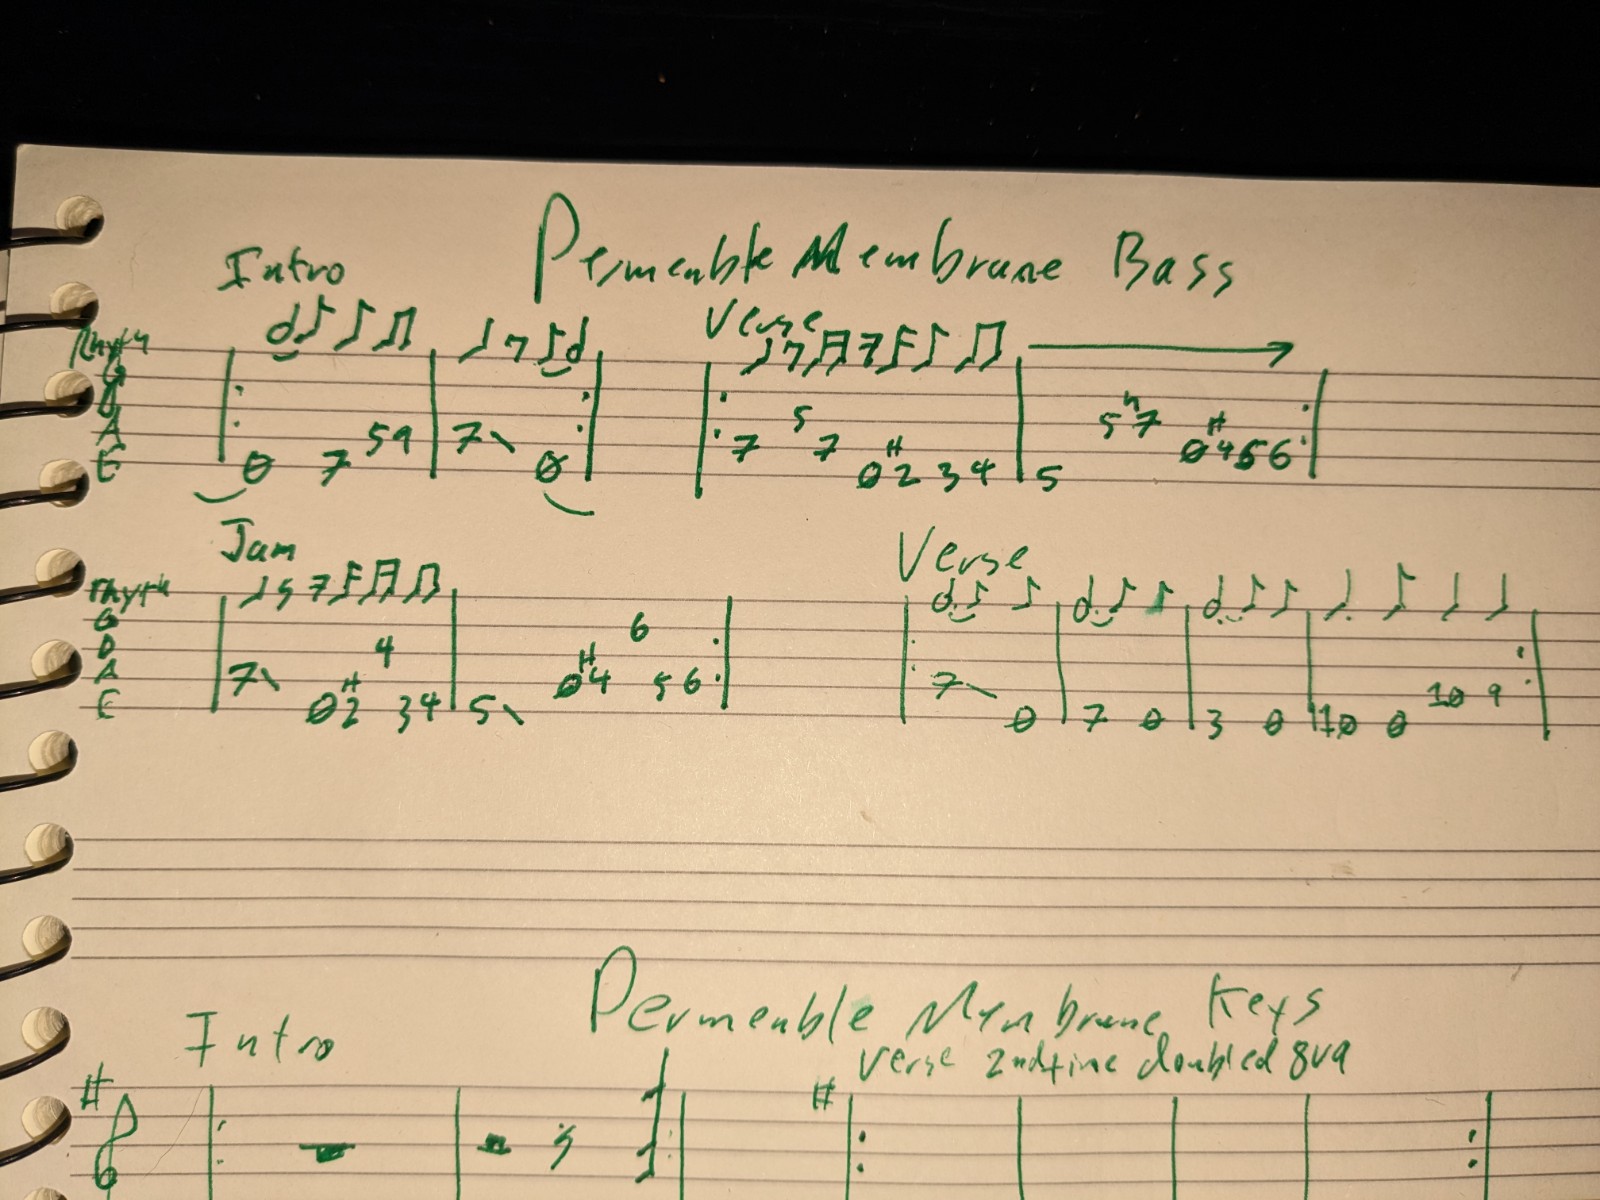 Permeable Membrane Bass
Intro
Verse
Rhyth
G
D
A
E
0 7 5 9 7 0 7 5 7 0 H 2 3 4 5 5 H 7 0 H 4 5 6
Jam
Verse
Rhyth
G
D
A
E
7 0 H 2 4 3 4 5 0 H 4 6 5 6 7 0 7 0 3 0 10 0 10 9
Permeable Membrane Keys
Intro
Verse 2nd time doubled 8va